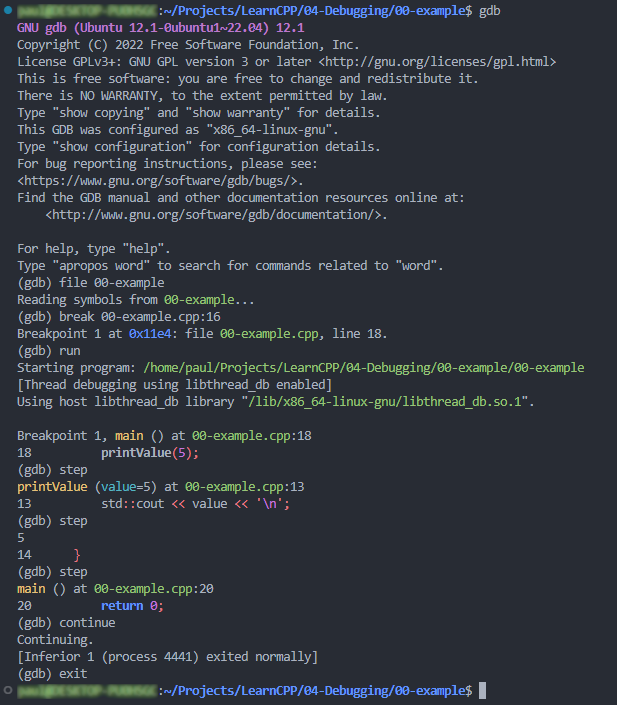 :~/Projects/LearnCPP/04-Debugging/00-example$ gdb
GNU gdb (Ubuntu 12.1-0ubuntu1~22.04) 12.1
Copyright (C) 2022 Free Software Foundation, Inc.
License GPLv3+: GNU GPL version 3 or later <http://gnu.org/licenses/gpl.html>
This is free software: you are free to change and redistribute it.
There is NO WARRANTY, to the extent permitted by law.
Type "show copying" and "show warranty" for details.
This GDB was configured as "x86_64-linux-gnu".
Type "show configuration" for configuration details.
For bug reporting instructions, please see:
<https://www.gnu.org/software/gdb/bugs/>.
Find the GDB manual and other documentation resources online at:
    <http://www.gnu.org/software/gdb/documentation/>.

For help, type "help".
Type "apropos word" to search for commands related to "word".
(gdb) file 00-example
Reading symbols from 00-example...
(gdb) break 00-example.cpp:16
Breakpoint 1 at 0x11e4: file 00-example.cpp, line 18.
(gdb) run
Starting program: /home/paul/Projects/LearnCPP/04-Debugging/00-example/00-example
[Thread debugging using libthread_db enabled]
Using host libthread_db library "/lib/x86_64-linux-gnu/libthread_db.so.1".

Breakpoint 1, main () at 00-example.cpp:18
18          printValue(5);
(gdb) step
printValue (value=5) at 00-example.cpp:13
13          std::cout << value << '\n';
(gdb) step
5
14      }
(gdb) step
main () at 00-example.cpp:20
20          return 0;
(gdb) continue
Continuing.
[Inferior 1 (process 4441) exited normally]
(gdb) exit
:~/Projects/LearnCPP/04-Debugging/00-example$